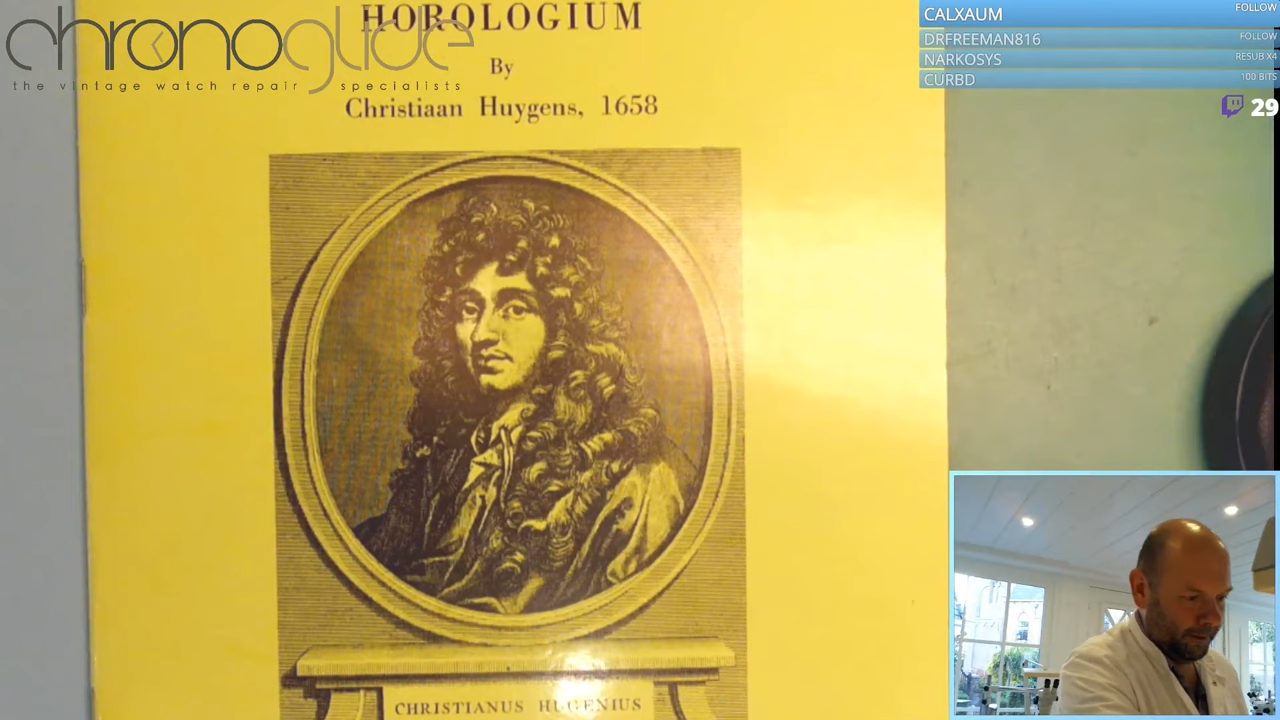 HOROLOGIUM
By
Christiaan Huygens, 1658
CHRISTIANUS HUGENIUS
chronoglide
the vintage watch repair specialists
CALXAUM FOLLOW
DRFREEMAN816 FOLLOW
NARKOSYS RESUB X4
CURBD 100 BITS
29